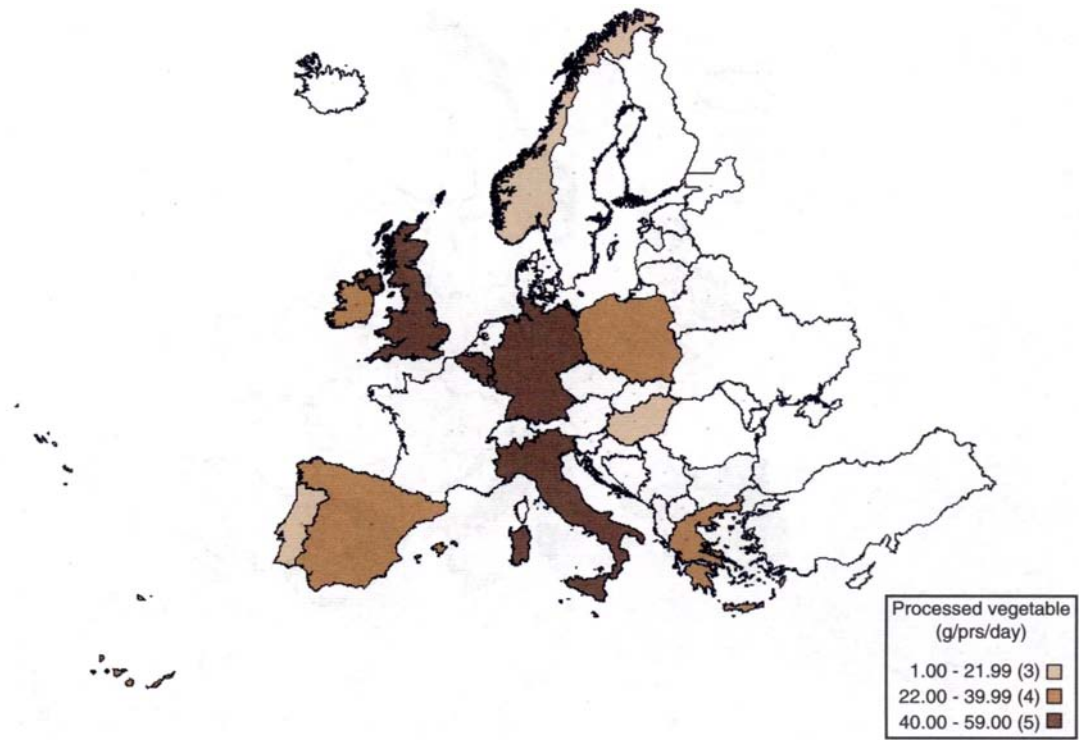 Processed vegetable
(g/prs/day)
1.00 - 21.99 (3)
22.00 - 39.99 (4)
40.00 - 59.00 (5)